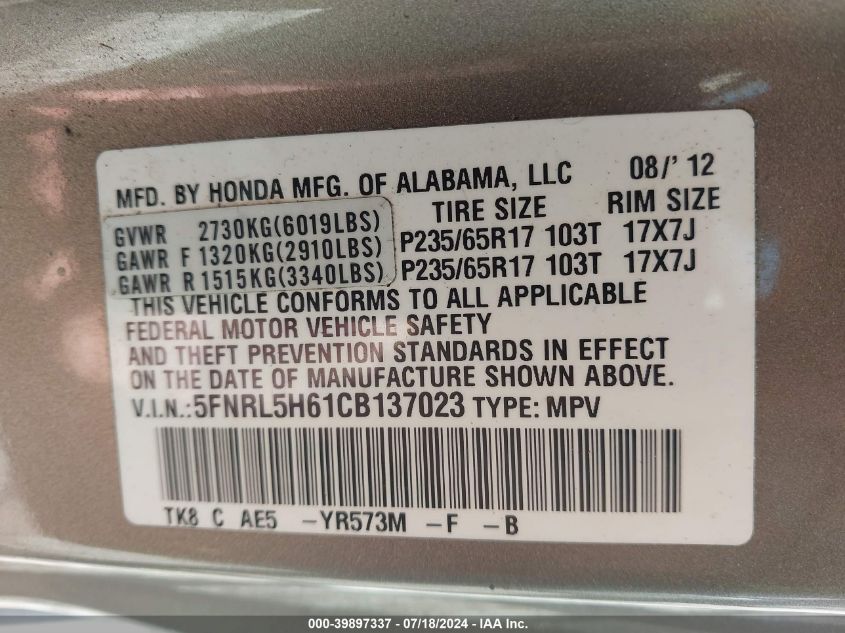 MFD. BY HONDA MFG. OF ALABAMA, LLC 08/' 12
GVWR 2730KG(6019LBS) TIRE SIZE RIM SIZE
GAWR F 1320KG(2910LBS) P235/65R17 103T 17X7J
GAWR R 1515KG(3340LBS) P235/65R17 103T 17X7J
THIS VEHICLE CONFORMS TO ALL APPLICABLE
FEDERAL MOTOR VEHICLE SAFETY
AND THEFT PREVENTION STANDARDS IN EFFECT
ON THE DATE OF MANUFACTURE SHOWN ABOVE.
V.I.N.:5FNRL5H61CB137023 TYPE: MPV
TK8 C AE5 -YR573M -F -B
000-39897337 / 07/18/2024 - IAA Inc.